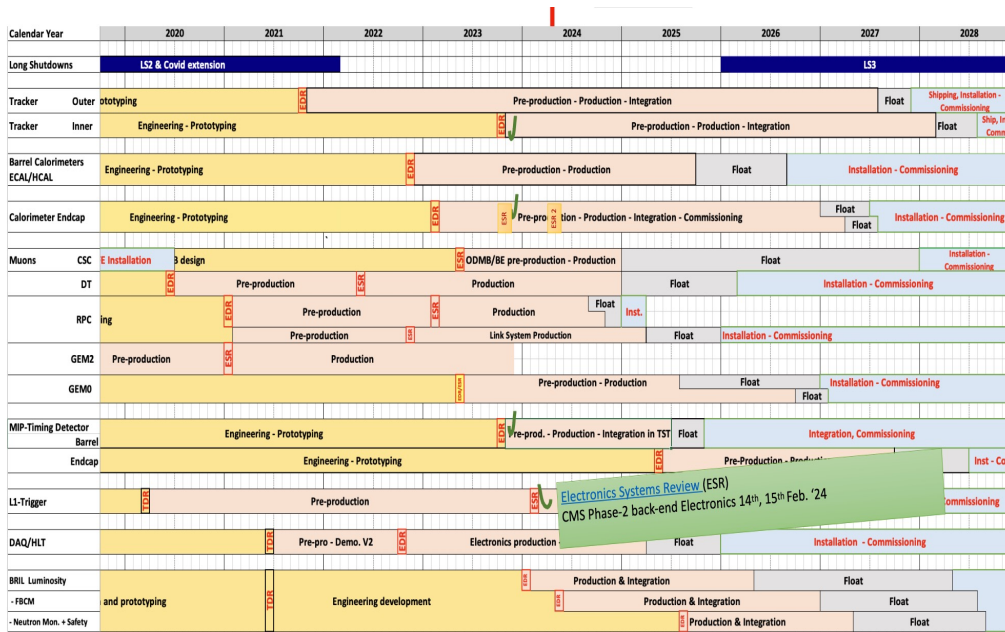 Calendar Year 2020 2021 2022 2023 2024 2025 2026 2027 2028
Long Shutdowns LS2 & Covid extension LS3
Tracker Outer ototyping EDR Pre-production - Production - Integration Float Shipping, Installation -
Commissioning
Tracker Inner Engineering - Prototyping EDR Pre-production - Production - Integration Float Ship, In
Comm
Barrel Calorimeters
ECAL/HCAL Engineering - Prototyping EDR Pre-production - Production Float Installation - Commissioning
Calorimeter Endcap Engineering - Prototyping EDR ESR ESR 2 Pre-pro tion - Production - Integration - Commissioning Float
Float Installation - Commissioning
Muons CSC E Installation design ESR ODMB/BE pre-production - Production Float Installation -
Commissioning
DT EDR Pre-production ESR Production Float Installation - Commissioning
RPC ing EDR Pre-production ESR Production Float Inst.
Pre-production ESR Link System Production Float Installation - Commissioning
GEM2 Pre-production ESR Production
GEM0 EDR/ESR Pre-production - Production Float Installation - Commissioning
Float
MIP-Timing Detector
Barrel Engineering - Prototyping EDR Pre-prod. - Production - Integration in TST Float Integration, Commissioning
Endcap Engineering - Prototyping EDR Pre-Production - Produ Inst - Co
L1-Trigger TDR Pre-production ESR ommissioning
Electronics Systems Review (ESR)
CMS Phase-2 back-end Electronics 14th, 15th Feb. '24
DAQ/HLT TDR Pre-pro - Demo. V2 EDR Electronics production - Float Installation - Commissioning
BRIL Luminosity EDR Production & Integration Float
- FBCM and prototyping TDR Engineering development EDR Production & Integration Float
- Neutron Mon. + Safety EDR Production & Integration Float